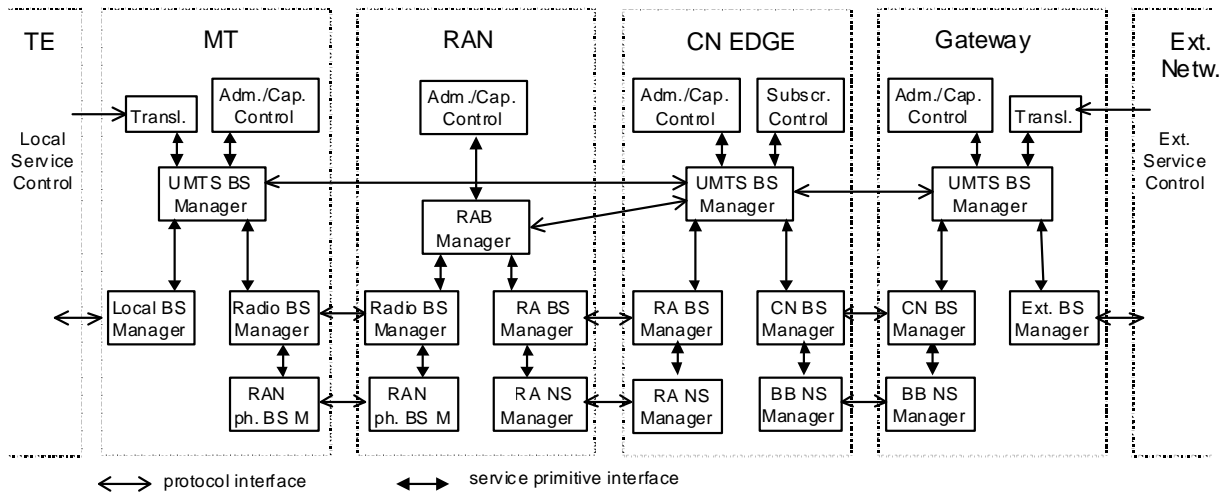 TE
MT
RAN
CN EDGE
Gateway
Ext.
Netw.
Local
Service
Control
Transl.
Adm./Cap.
Control
UMTS BS
Manager
Local BS
Manager
Radio BS
Manager
RAN
ph. BS M
Adm./Cap.
Control
RAB
Manager
Radio BS
Manager
RA BS
Manager
RAN
ph. BS M
RA NS
Manager
Adm./Cap.
Control
Subscr.
Control
UMTS BS
Manager
RA BS
Manager
CN BS
Manager
RA NS
Manager
BB NS
Manager
Adm./Cap.
Control
Transl.
UMTS BS
Manager
CN BS
Manager
Ext. BS
Manager
BB NS
Manager
Ext.
Service
Control
protocol interface
service primitive interface